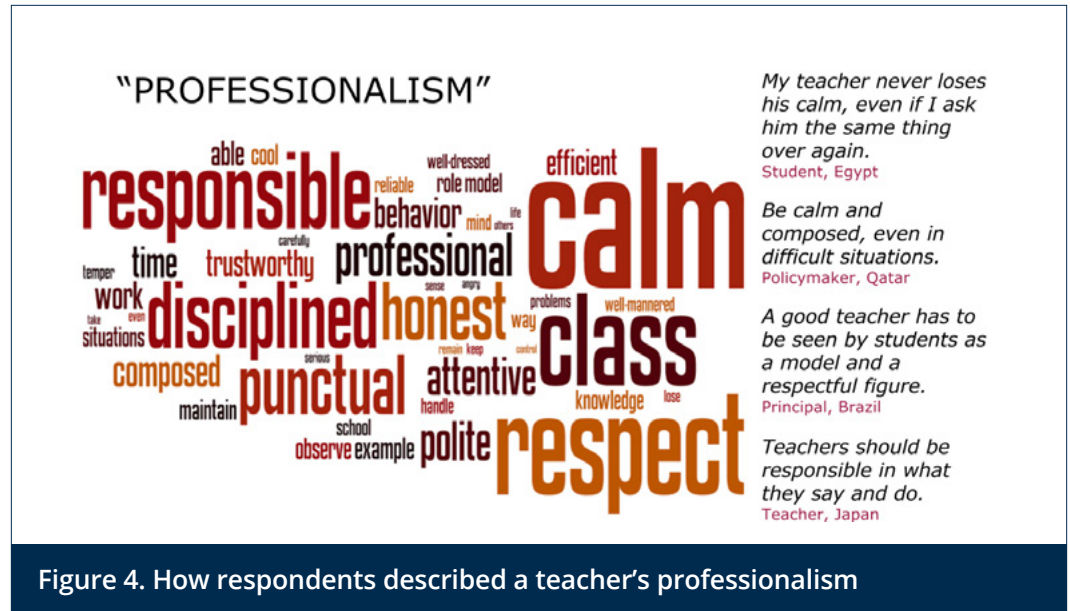 “PROFESSIONALISM”
able cool
well-dressed
efficient
calm
responsible
reliable
role model
behavior
mind
life
others
carefully
professional
temper
time
trustworthy
sense
angry
work
disciplined
honest
problems
well-mannered
take
even
way
class
situations
serious
remain keep
control
composed
punctual
attentive
knowledge
lose
maintain
handle
school
respect
observe example
polite
My teacher never loses
his calm, even if I ask
him the same thing
over again.
Student, Egypt
Be calm and
composed, even in
difficult situations.
Policymaker, Qatar
A good teacher has to
be seen by students as
a model and a
respectful figure.
Principal, Brazil
Teachers should be
responsible in what
they say and do.
Teacher, Japan
Figure 4. How respondents described a teacher’s professionalism